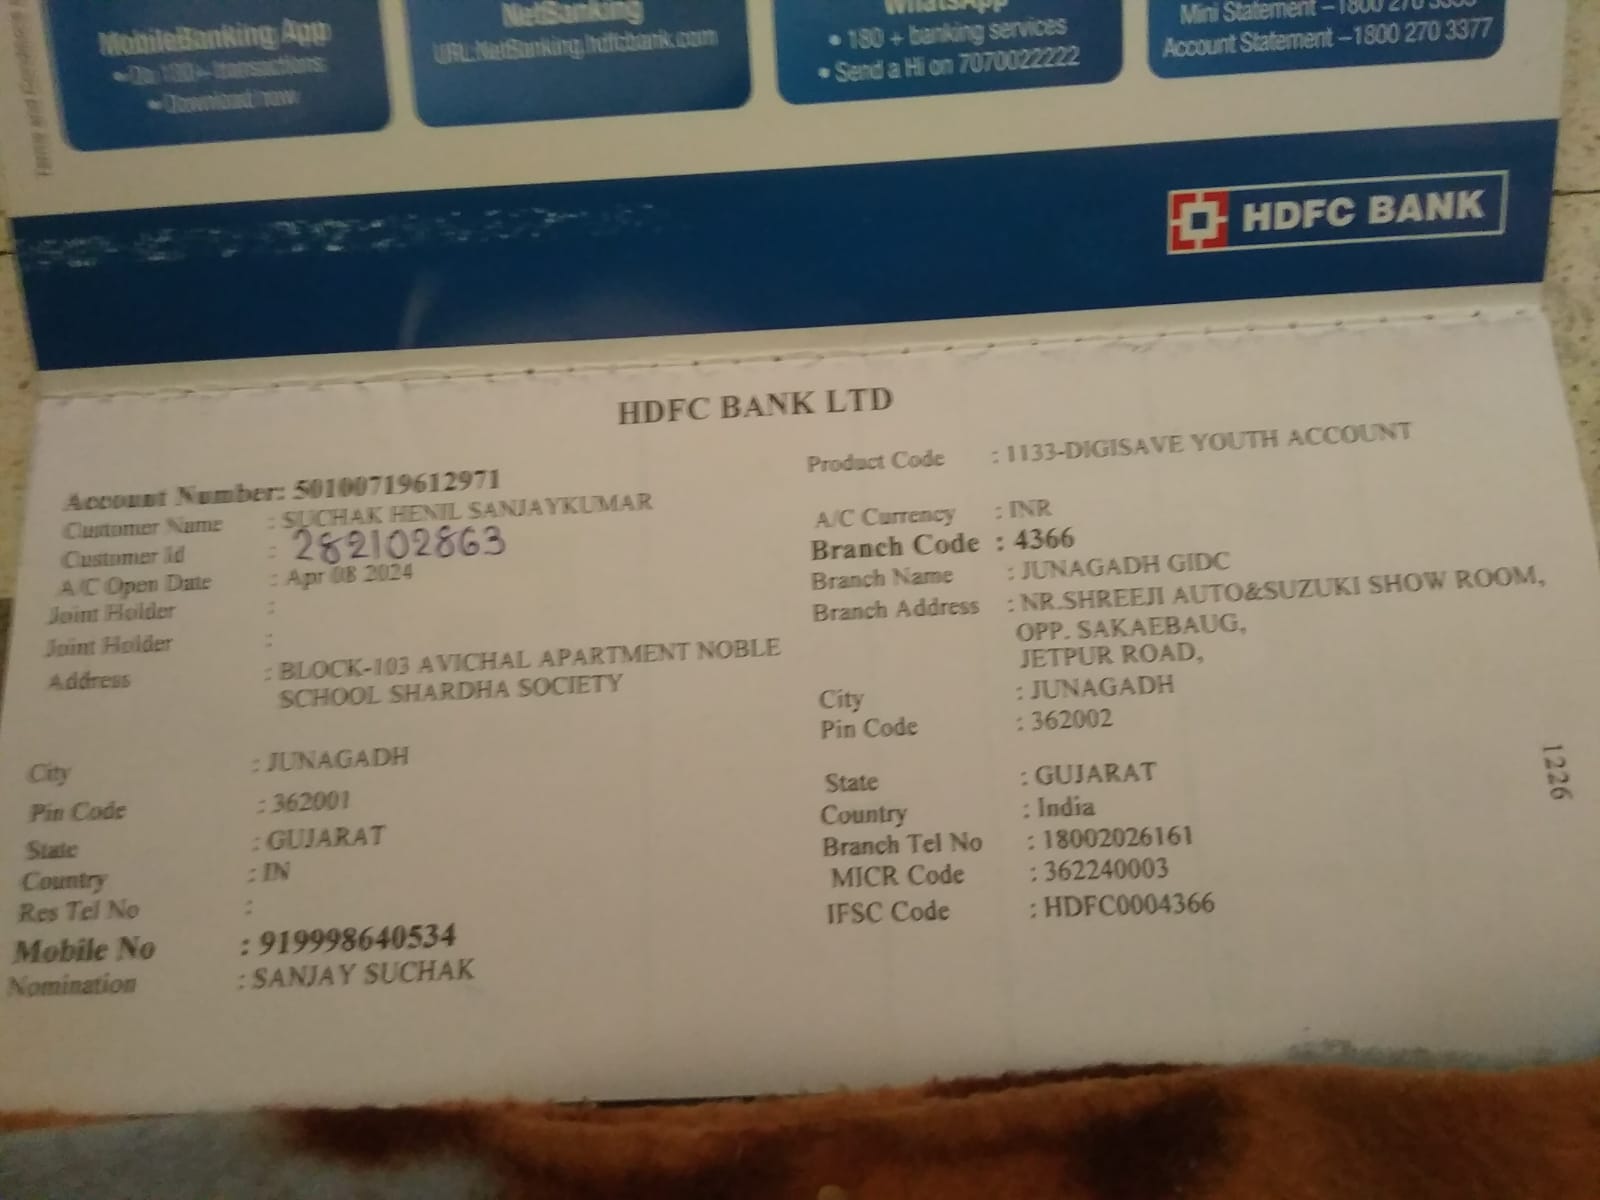 MobileBanking App
• Do 180+ transactions
• Download now
NetBanking
URL:NetBanking.hdfcbank.com
WhatsApp
• 180 + banking services
• Send a Hi on 7070022222
Mini Statement – 1800 270
Account Statement –1800 270 3377
HDFC BANK
HDFC BANK LTD
Account Number: 50100719612971
Customer Name : SUCHAK HENIL SANJAYKUMAR
Customer Id : 282102863
A/C Open Date : Apr 08 2024
Joint Holder :
Joint Holder :
Address : BLOCK-103 AVICHAL APARTMENT NOBLE
SCHOOL SHARDHA SOCIETY
City : JUNAGADH
Pin Code : 362001
State : GUJARAT
Country : IN
Res Tel No :
Mobile No : 919998640534
Nomination : SANJAY SUCHAK
Product Code : 1133-DIGISAVE YOUTH ACCOUNT
A/C Currency : INR
Branch Code : 4366
Branch Name : JUNAGADH GIDC
Branch Address : NR.SHREEJI AUTO&SUZUKI SHOW ROOM,
OPP. SAKAEBAUG,
JETPUR ROAD,
City : JUNAGADH
Pin Code : 362002
State : GUJARAT
Country : India
Branch Tel No : 18002026161
MICR Code : 362240003
IFSC Code : HDFC0004366
1226